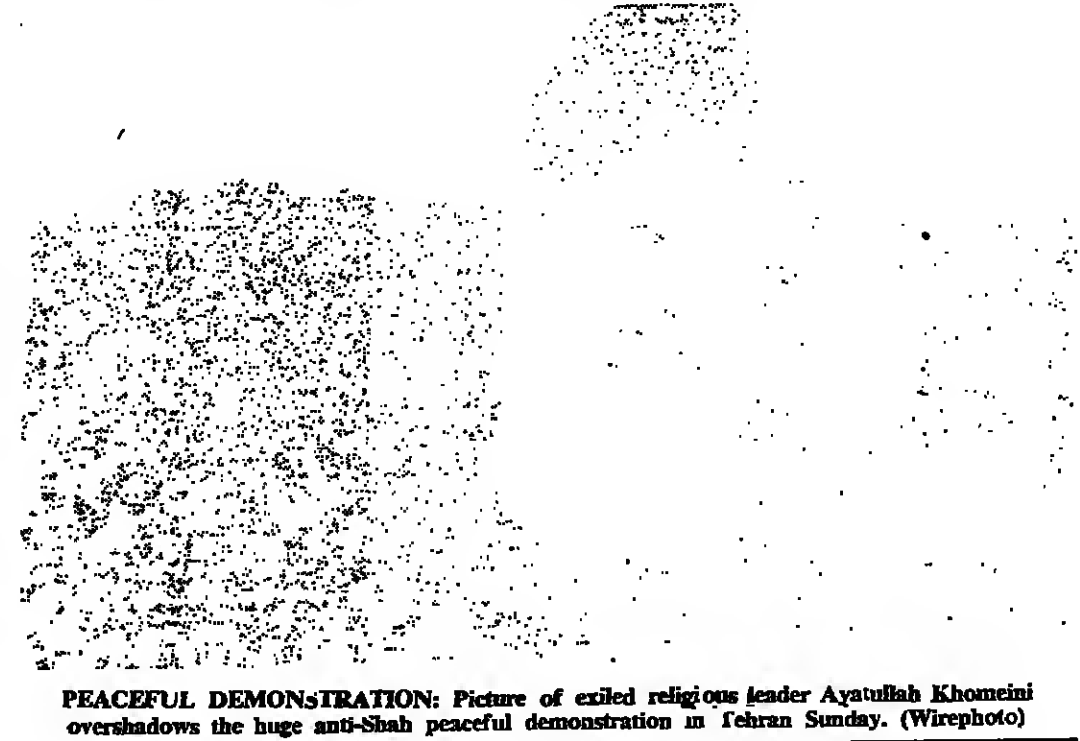 PEACEFUL DEMONSTRATION: Picture of exiled religious leader Ayatullah Khomeini
overshadows the huge anti-Shah peaceful demonstration in Tehran Sunday. (Wirephoto)